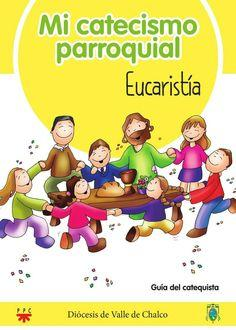 Mi catecismo
parroquial
Eucaristía
Guía del catequista
PPC
Diócesis de Valle de Chalco